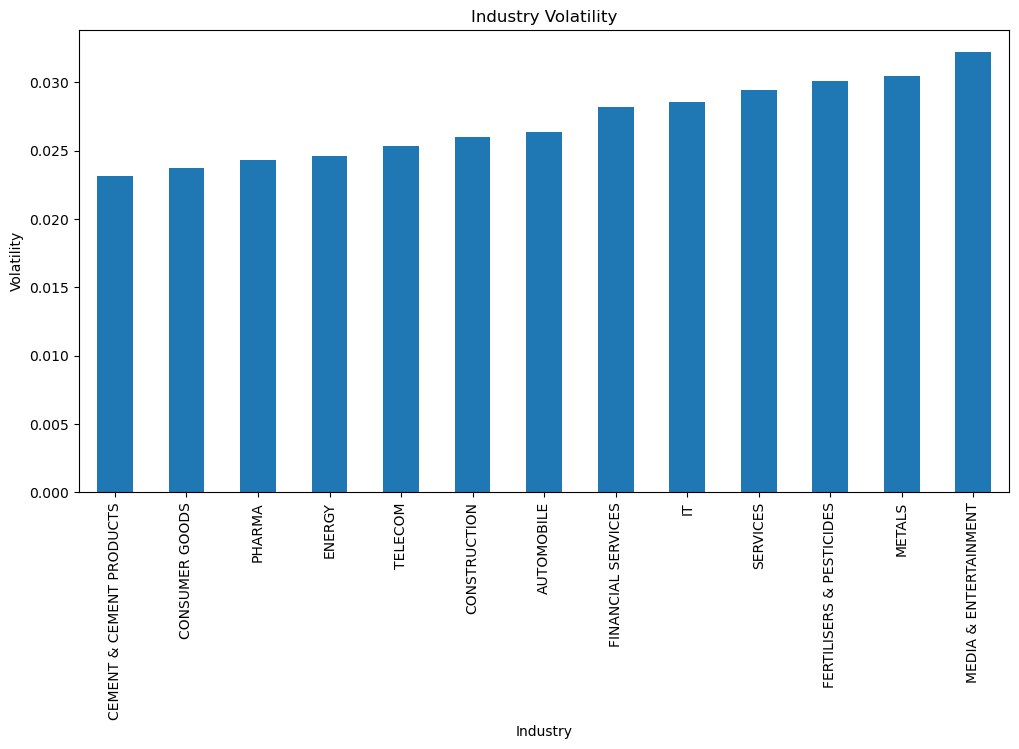 Industry Volatility
Volatility
0.030
0.025
0.020
0.015
0.010
0.005
0.000
CEMENT & CEMENT PRODUCTS
CONSUMER GOODS
PHARMA
ENERGY
TELECOM
CONSTRUCTION
AUTOMOBILE
FINANCIAL SERVICES
IT
SERVICES
FERTILISERS & PESTICIDES
METALS
MEDIA & ENTERTAINMENT
Industry